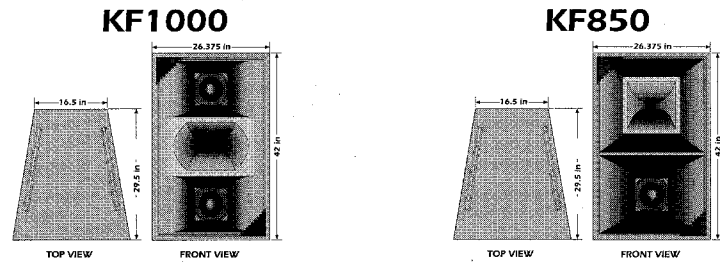 KF1000
KF850
26.375 in
26.375 in
16.5 in
16.5 in
29.5 in
42 in
29.5 in
42 in
TOP VIEW
FRONT VIEW
TOP VIEW
FRONT VIEW